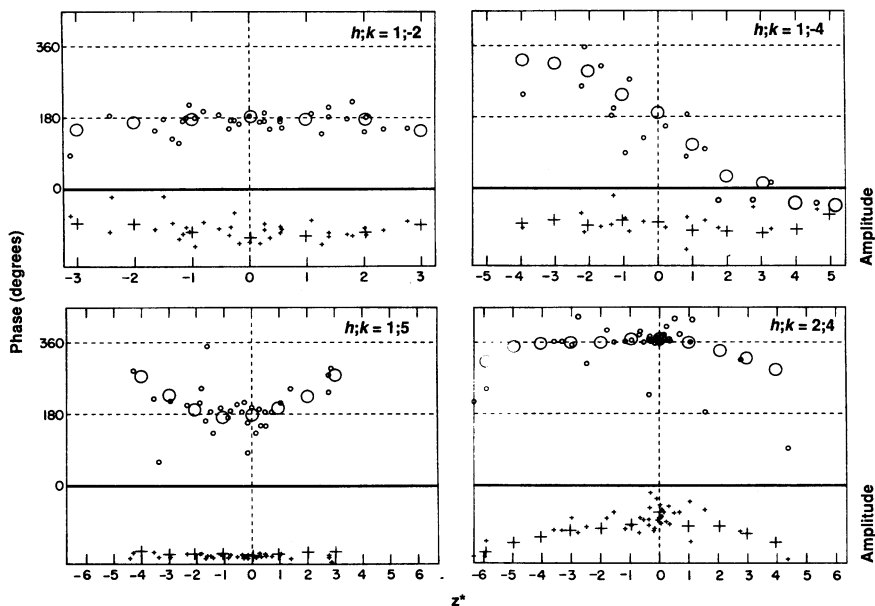 h;k = 1;-2
360
180
0
-3 -2 -1 0 1 2 3
h;k = 1;-4
-5 -4 -3 -2 -1 0 1 2 3 4 5
Amplitude
Phase (degrees)
h;k = 1;5
360
180
0
-6 -5 -4 -3 -2 -1 0 1 2 3 4 5 6
h;k = 2;4
-6 -5 -4 -3 -2 -1 0 1 2 3 4 5 6
Amplitude
z*